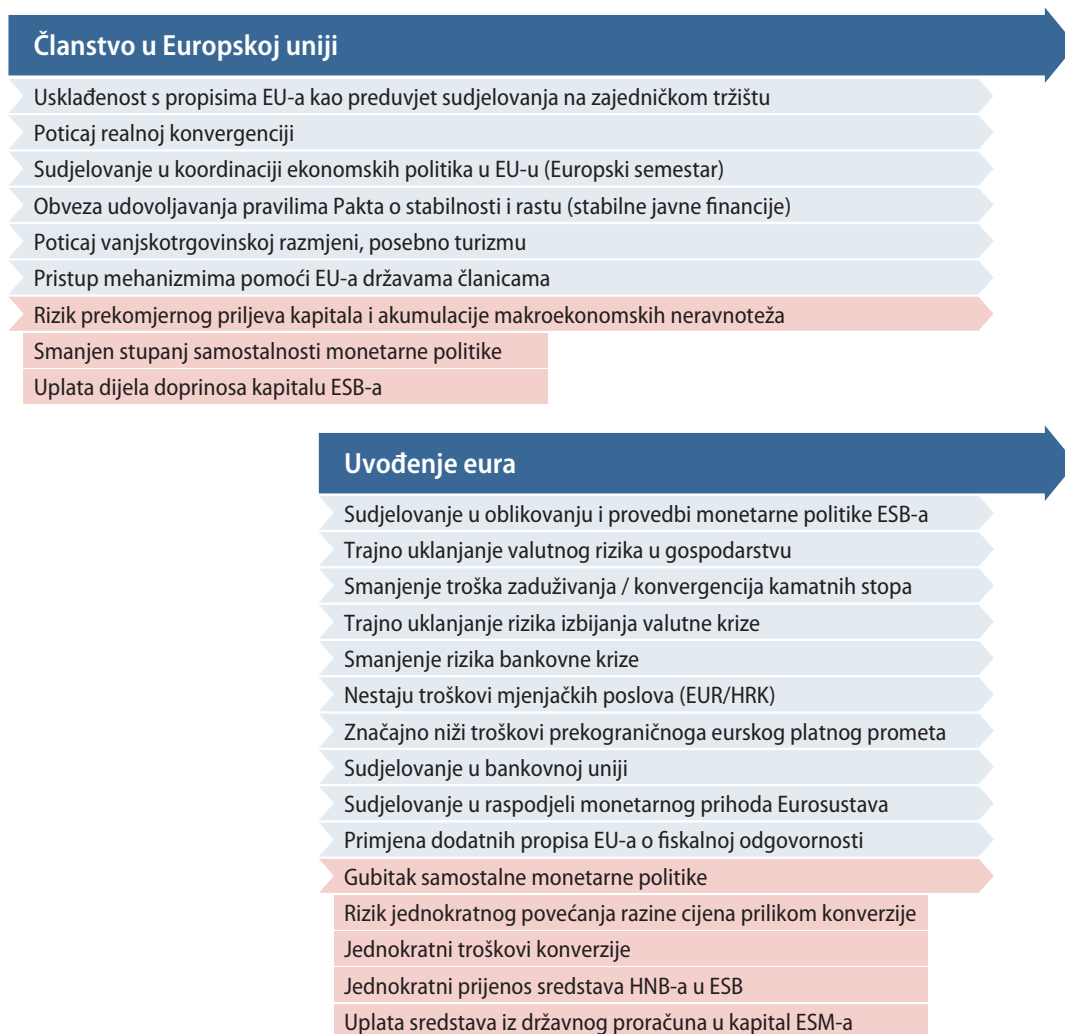 Članstvo u Europskoj uniji
Usklađenost s propisima EU-a kao preduvjet sudjelovanja na zajedničkom tržištu
Poticaj realnoj konvergenciji
Sudjelovanje u koordinaciji ekonomskih politika u EU-u (Europski semestar)
Obveza udovoljavanja pravilima Pakta o stabilnosti i rastu (stabilne javne financije)
Poticaj vanjskotrgovinskoj razmjeni, posebno turizmu
Pristup mehanizmima pomoći EU-a državama članicama
Rizik prekomjernog priljeva kapitala i akumulacije makroekonomskih neravnoteža
Smanjen stupanj samostalnosti monetarne politike
Uplata dijela doprinosa kapitalu ESB-a
Uvođenje eura
Sudjelovanje u oblikovanju i provedbi monetarne politike ESB-a
Trajno uklanjanje valutnog rizika u gospodarstvu
Smanjenje troška zaduživanja / konvergencija kamatnih stopa
Trajno uklanjanje rizika izbijanja valutne krize
Smanjenje rizika bankovne krize
Nestaju troškovi mjenjačkih poslova (EUR/HRK)
Značajno niži troškovi prekograničnoga eurskog platnog prometa
Sudjelovanje u bankovnoj uniji
Sudjelovanje u raspodjeli monetarnog prihoda Eurosustava
Primjena dodatnih propisa EU-a o fiskalnoj odgovornosti
Gubitak samostalne monetarne politike
Rizik jednokratnog povećanja razine cijena prilikom konverzije
Jednokratni troškovi konverzije
Jednokratni prijenos sredstava HNB-a u ESB
Uplata sredstava iz državnog proračuna u kapital ESM-a